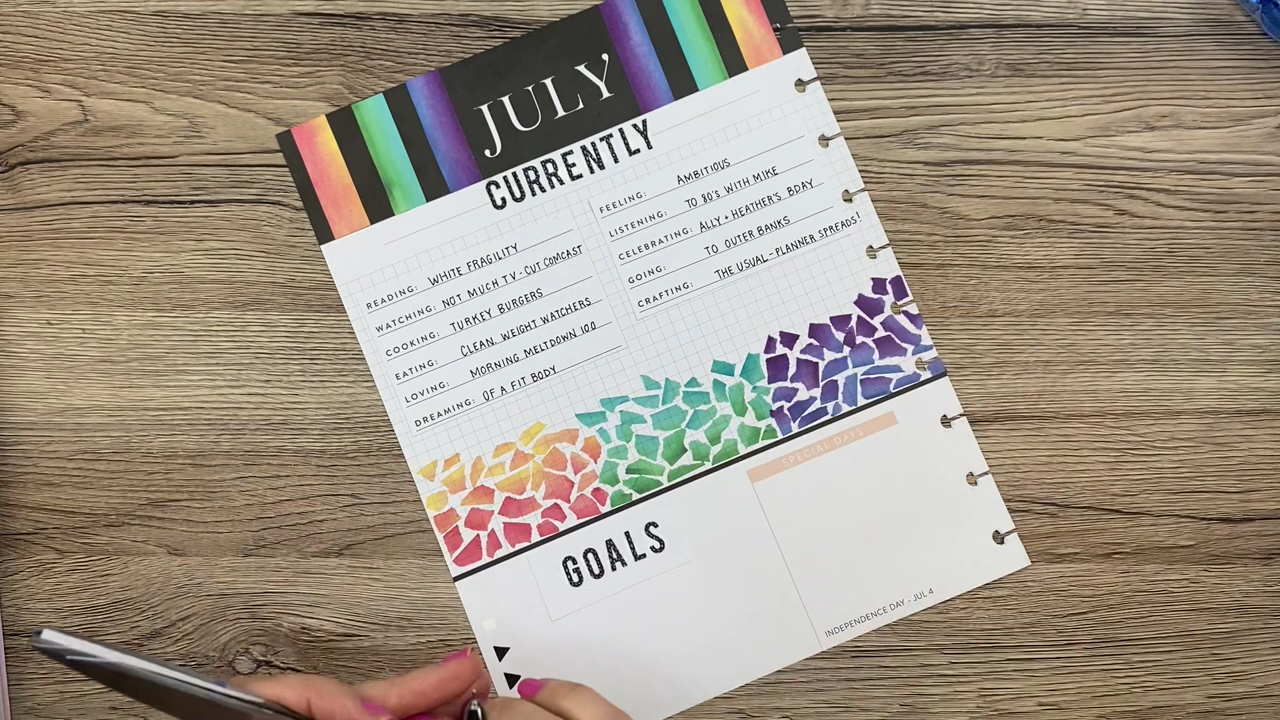 JULY
CURRENTLY
READING: WHITE FRAGILITY
WATCHING: NOT MUCH TV - CUT COMCAST
COOKING: TURKEY BURGERS
EATING: CLEAN, WEIGHT WATCHERS
LOVING: MORNING MELTDOWN 100
DREAMING: OF A FIT BODY
FEELING: AMBITIOUS
LISTENING: TO 80'S WITH MIKE
CELEBRATING: ALLY + HEATHER'S BDAY
GOING: TO OUTER BANKS
CRAFTING: THE USUAL - PLANNER SPREADS!
GOALS
SPECIAL DAYS
INDEPENDENCE DAY - JUL 4